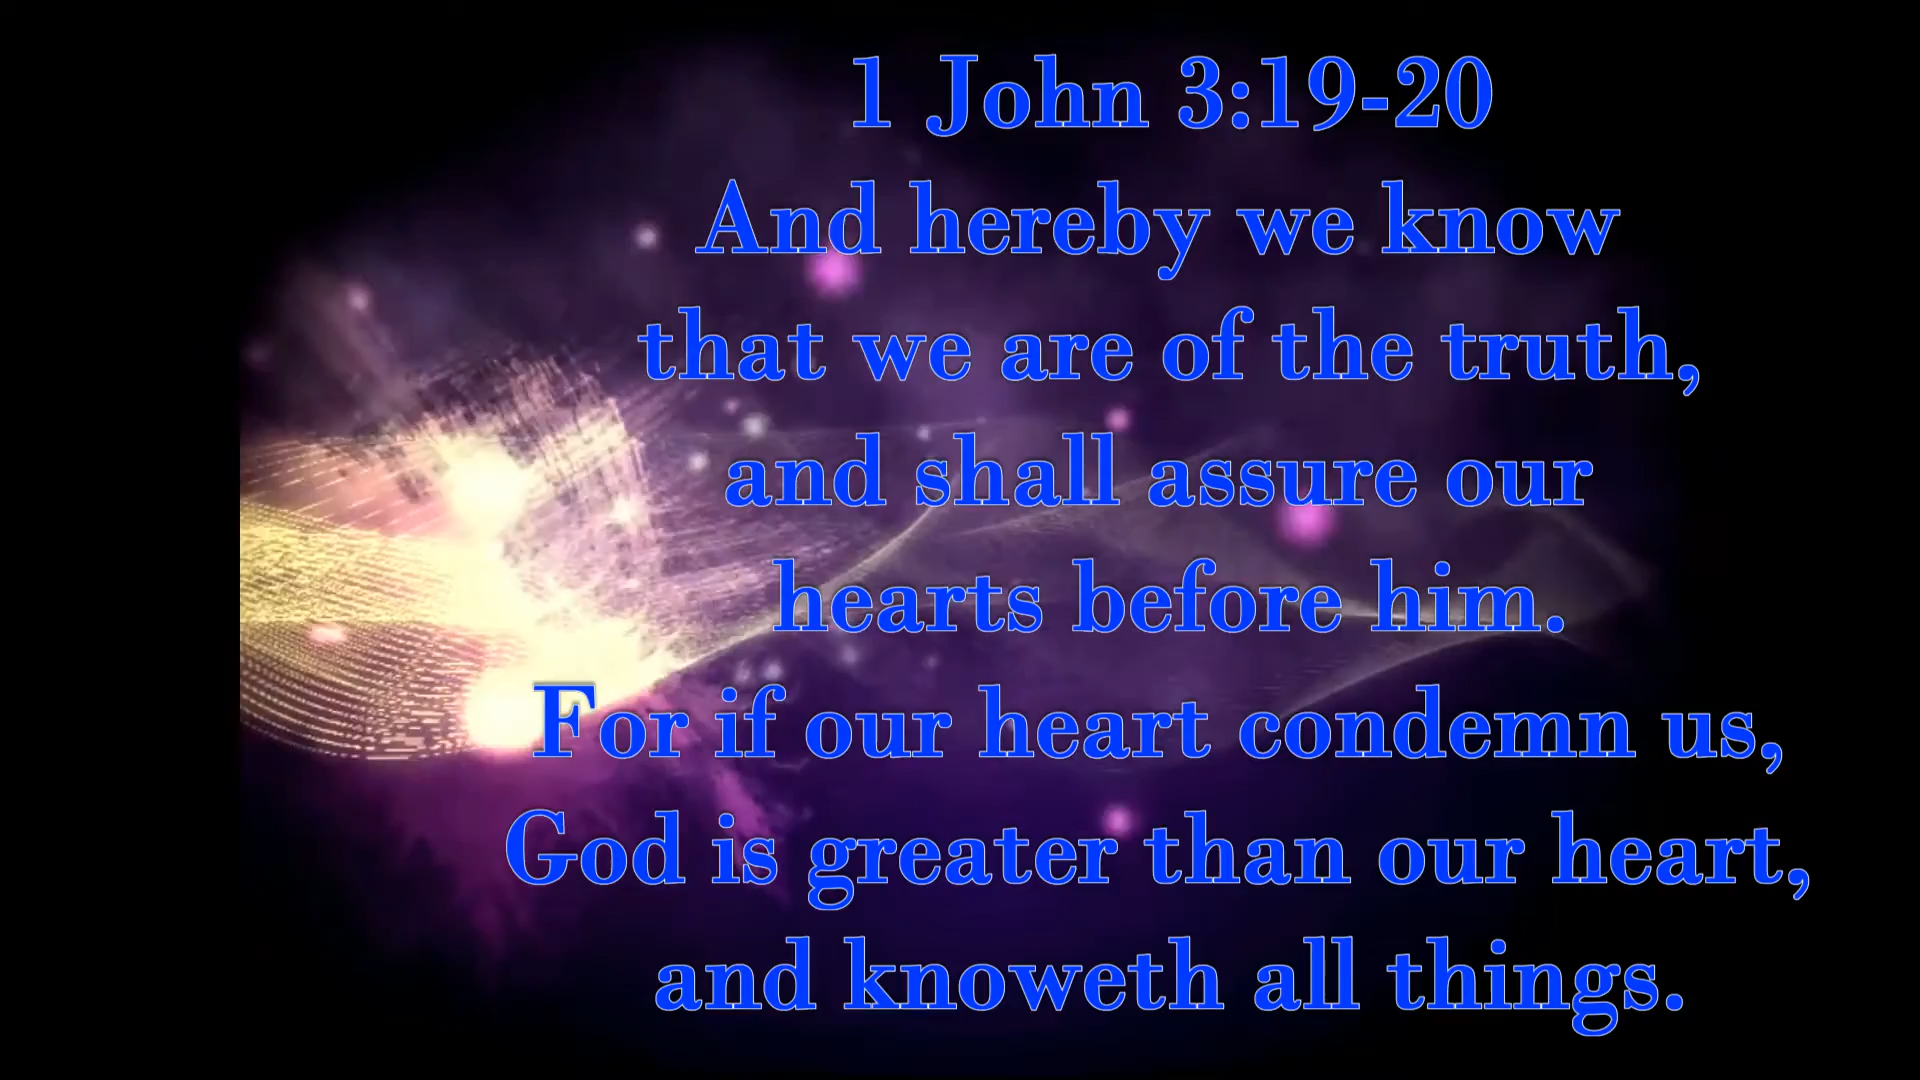 1 John 3:19-20
And hereby we know
that we are of the truth,
and shall assure our
hearts before him.
For if our heart condemn us,
God is greater than our heart,
and knoweth all things.